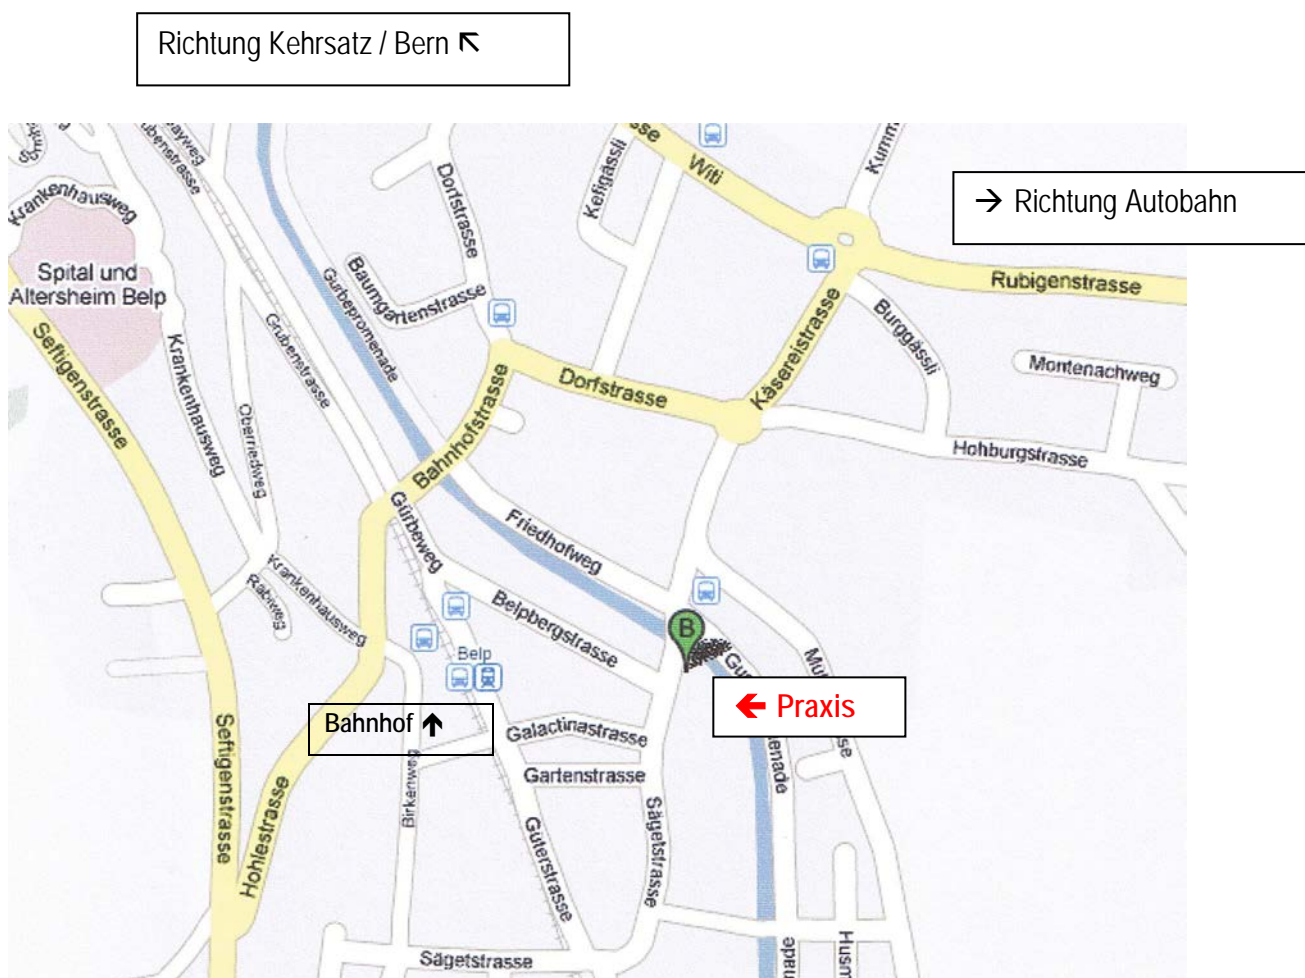 Richtung Kehrsatz / Bern ↖
→ Richtung Autobahn
Witi
Kefigässli
Dorfstrasse
Krankenhausweg
Spital und
Altersheim Belp
Baumgartenstrasse
Gürbepromenade
Rubigenstrasse
Seftigenstrasse
Krankenhausweg
Grubenstrasse
Burggässli
Käsereistrasse
Montenachweg
Dorfstrasse
Bahnhofstrasse
Oberriedweg
Hohburgstrasse
Gürbeweg
Friedhofweg
Krankenhausweg
Rabiweg
Belpbergstrasse
B
Belp
← Praxis
Bahnhof ↑
Galactinastrasse
Gartenstrasse
Seftigenstrasse
Hohlestrasse
Birkenweg
Güterstrasse
Sägetstrasse
Sägetstrasse